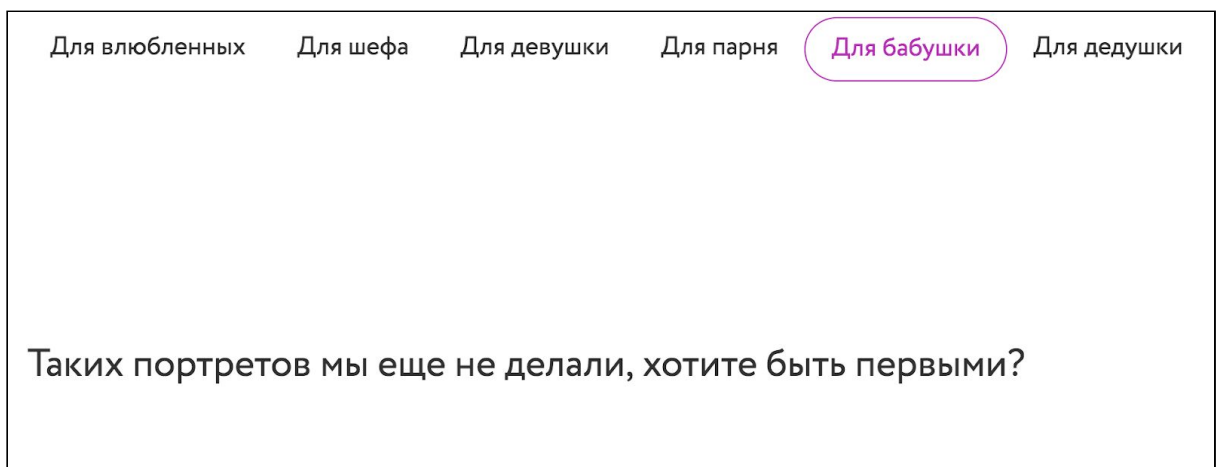 Для влюбленных Для шефа Для девушки Для парня Для бабушки Для дедушки
Таких портретов мы еще не делали, хотите быть первыми?